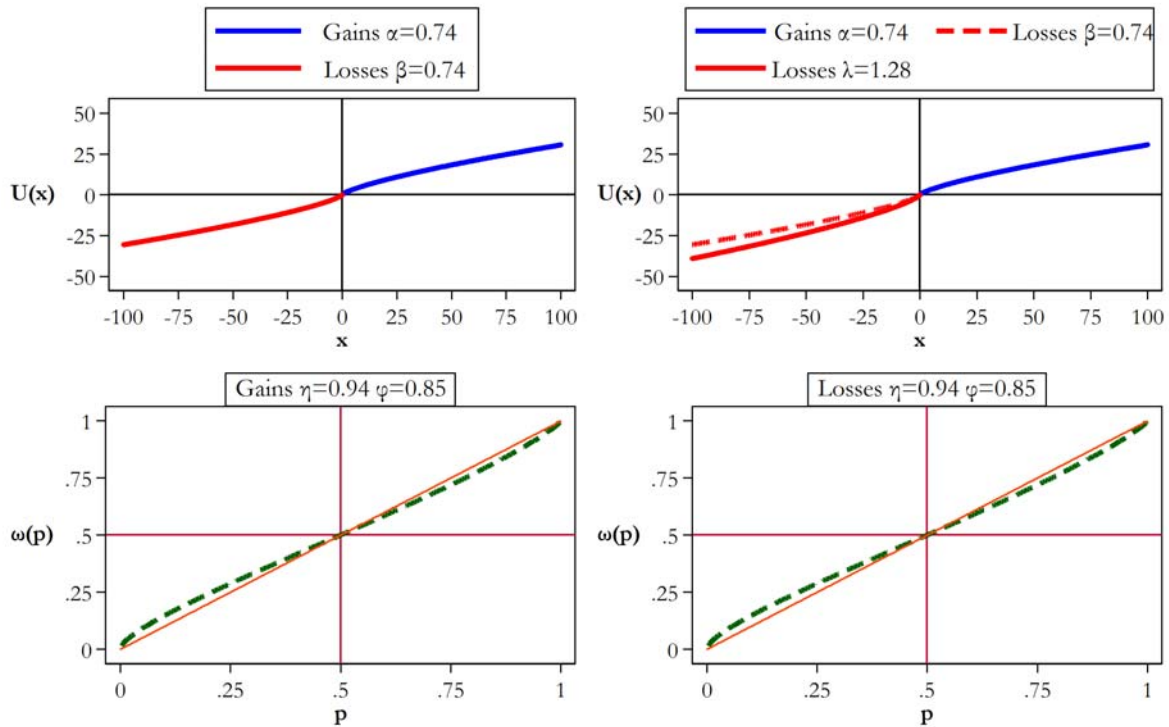 Gains α=0.74
Losses β=0.74
50
25
0
-25
-50
U(x)
-100 -75 -50 -25 0 25 50 75 100
x
Gains α=0.74 Losses β=0.74
Losses λ=1.28
50
25
0
-25
-50
U(x)
-100 -75 -50 -25 0 25 50 75 100
x
Gains η=0.94 φ=0.85
1
.75
.5
.25
0
ω(p)
0 .25 .5 .75 1
p
Losses η=0.94 φ=0.85
1
.75
.5
.25
0
ω(p)
0 .25 .5 .75 1
p